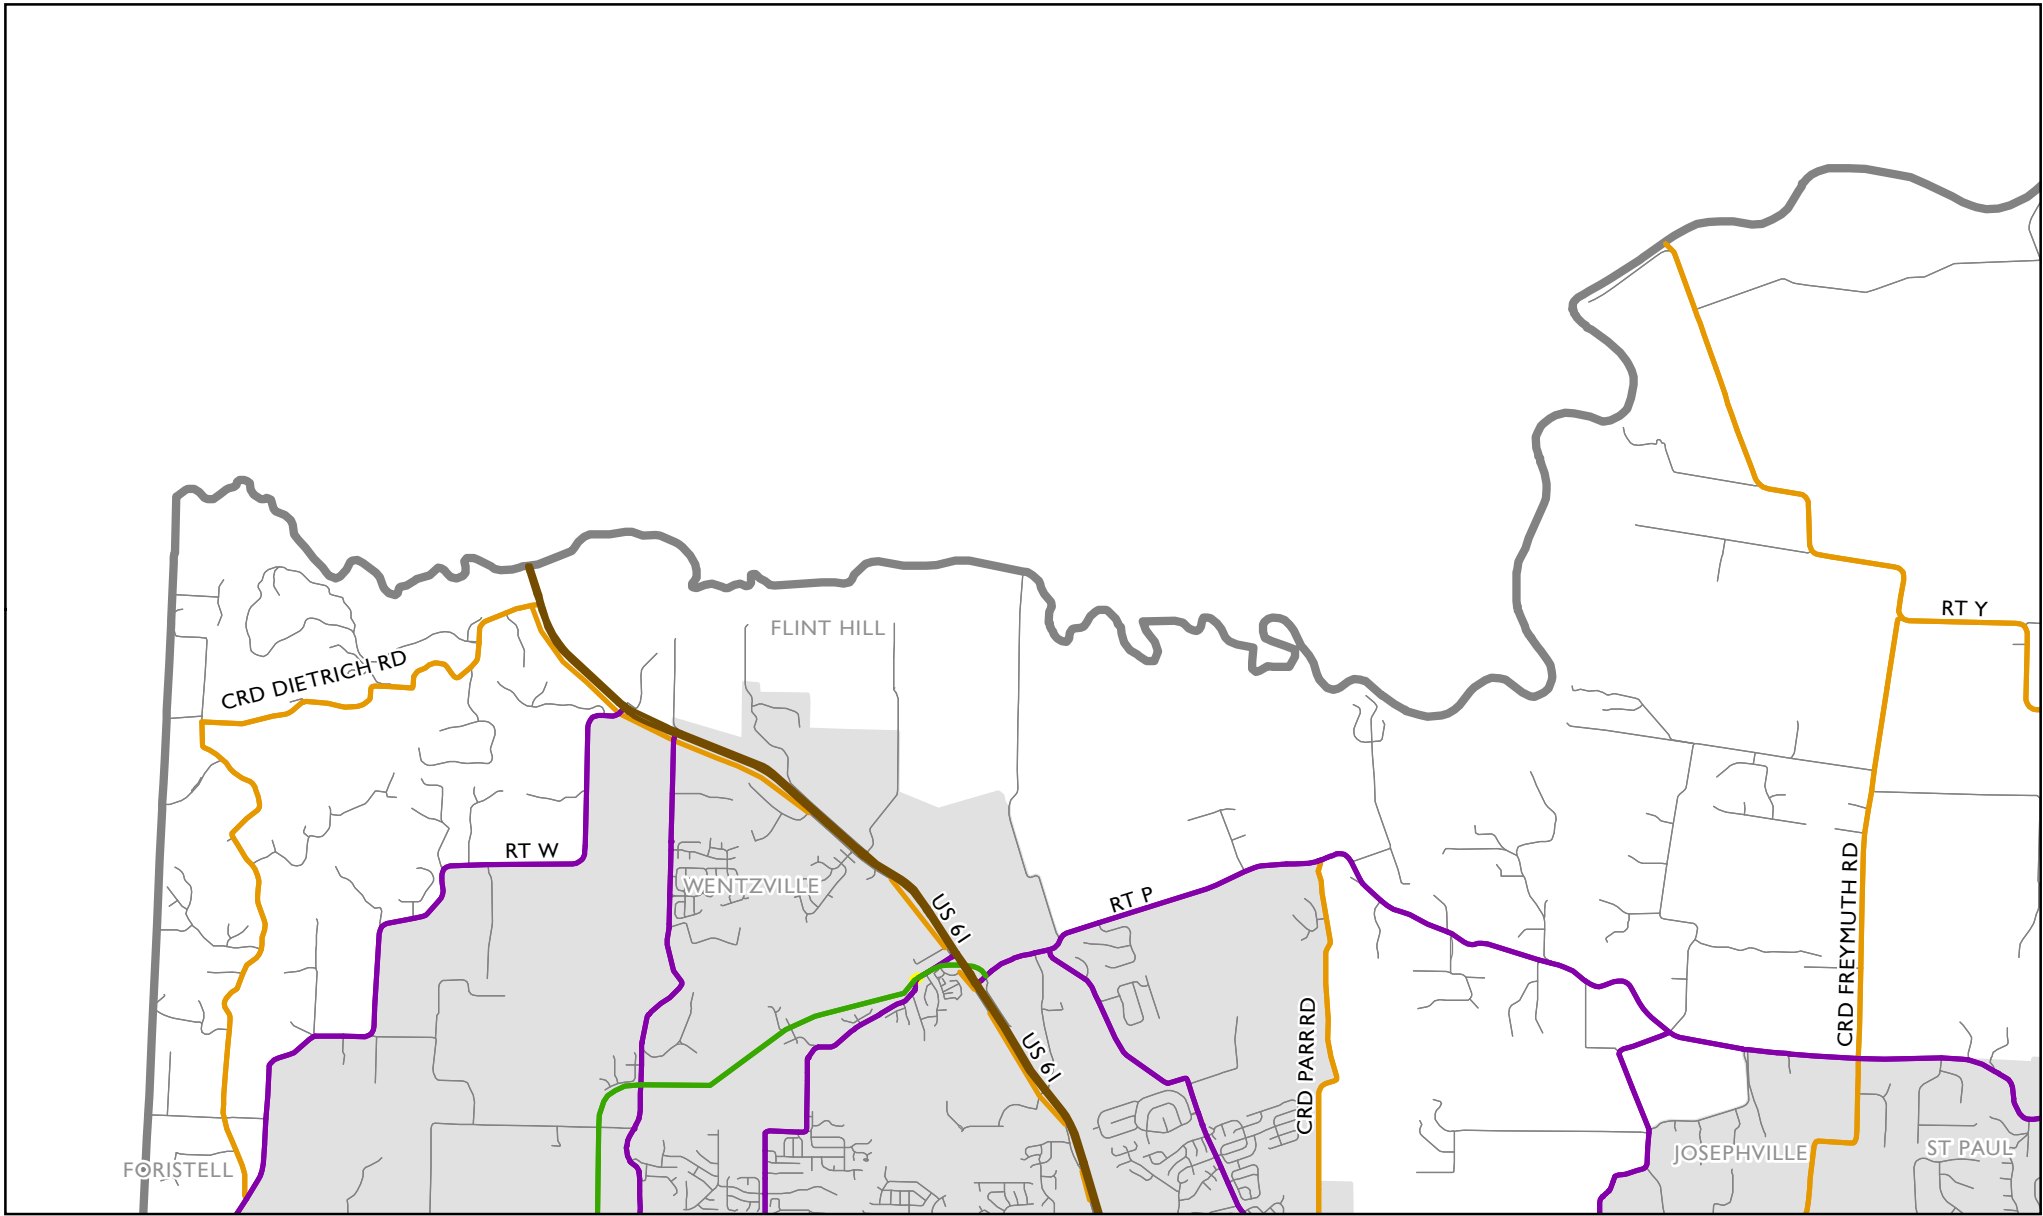 RT Y
FLINT HILL
CRD DIETRICH RD
RT W
WENTZVILLE
RT P
US 61
CRD FREYMUTH RD
US 61
CRD PARR RD
JOSEPHVILLE
ST PAUL
FORISTELL